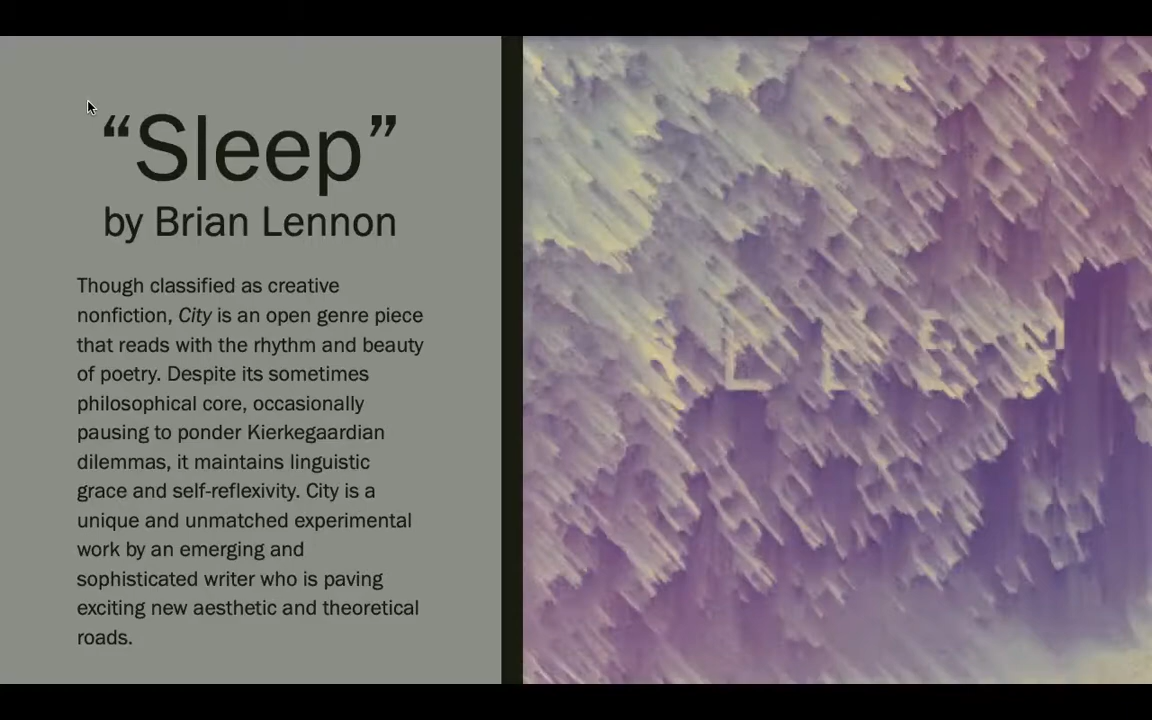 “Sleep”
by Brian Lennon
Though classified as creative
nonfiction, City is an open genre piece
that reads with the rhythm and beauty
of poetry. Despite its sometimes
philosophical core, occasionally
pausing to ponder Kierkegaardian
dilemmas, it maintains linguistic
grace and self-reflexivity. City is a
unique and unmatched experimental
work by an emerging and
sophisticated writer who is paving
exciting new aesthetic and theoretical
roads.